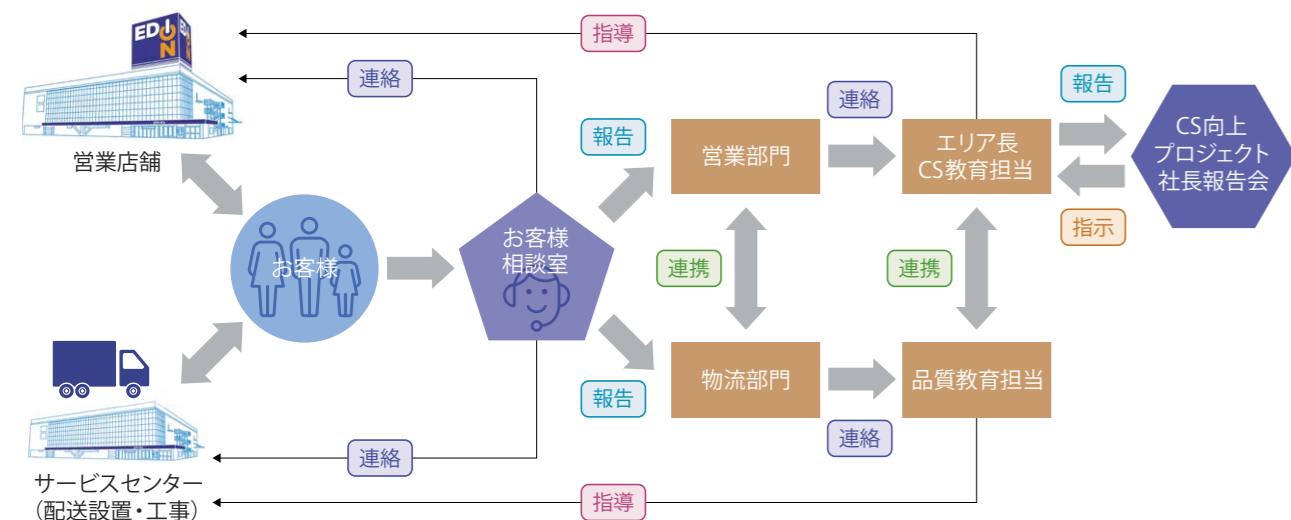 EDION
指導
連絡
営業店舗
お客様
お客様
相談室
報告
営業部門
連絡
エリア長
CS教育担当
報告
CS向上
プロジェクト
社長報告会
指示
連携
連携
報告
物流部門
連絡
品質教育担当
連絡
サービスセンター
(配送設置・工事)
指導